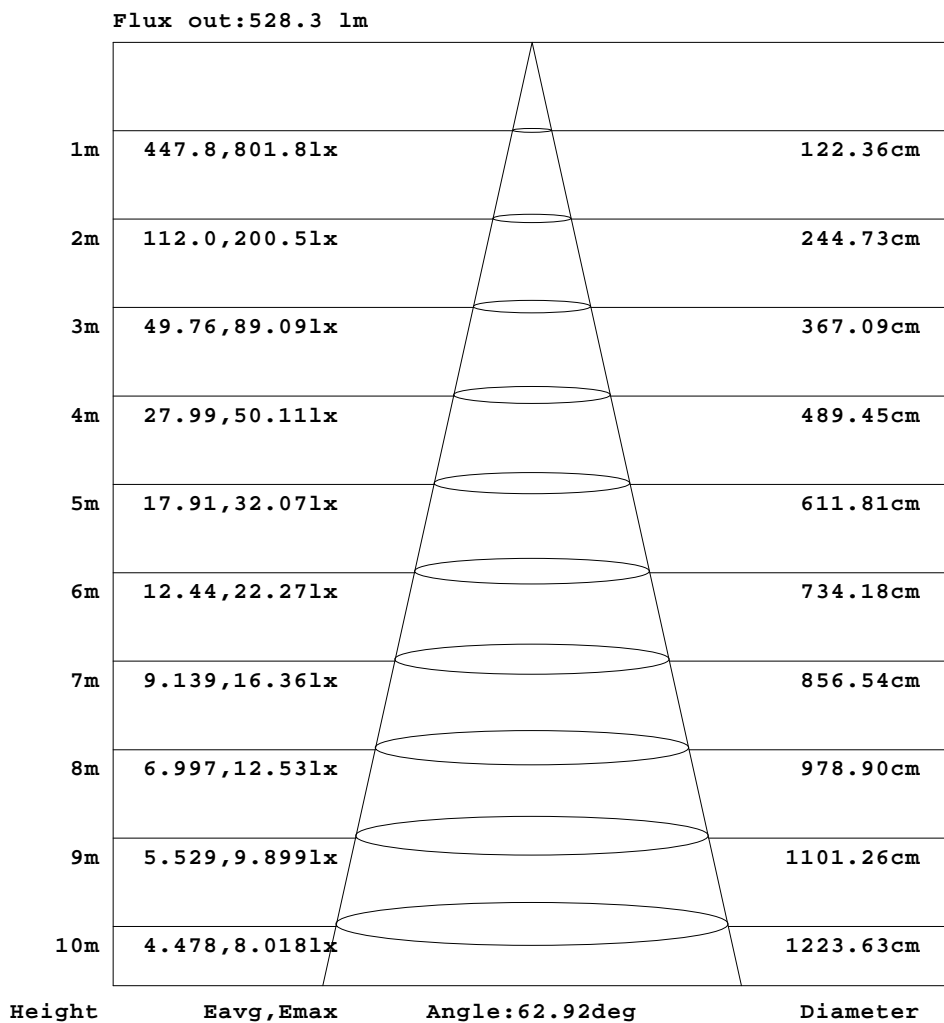 Flux out:528.3 lm
1m 447.8,801.8lx 122.36cm
2m 112.0,200.5lx 244.73cm
3m 49.76,89.09lx 367.09cm
4m 27.99,50.11lx 489.45cm
5m 17.91,32.07lx 611.81cm
6m 12.44,22.27lx 734.18cm
7m 9.139,16.36lx 856.54cm
8m 6.997,12.53lx 978.90cm
9m 5.529,9.899lx 1101.26cm
10m 4.478,8.018lx 1223.63cm
Height Eavg,Emax Angle:62.92deg Diameter